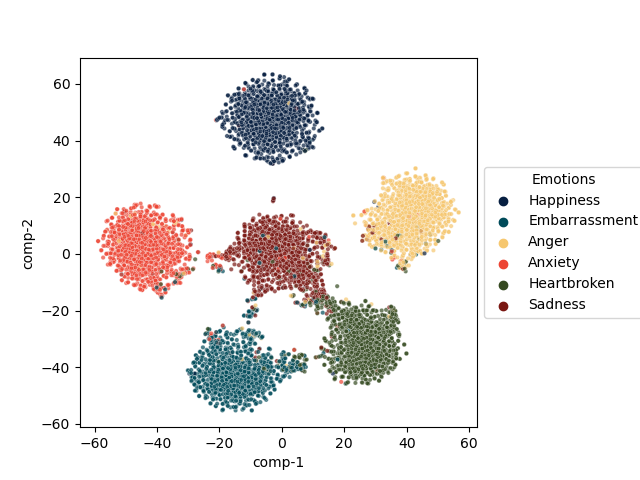 60
40
20
0
−20
−40
−60
comp-2
−60 −40 −20 0 20 40 60
comp-1
Emotions
Happiness
Embarrassment
Anger
Anxiety
Heartbroken
Sadness